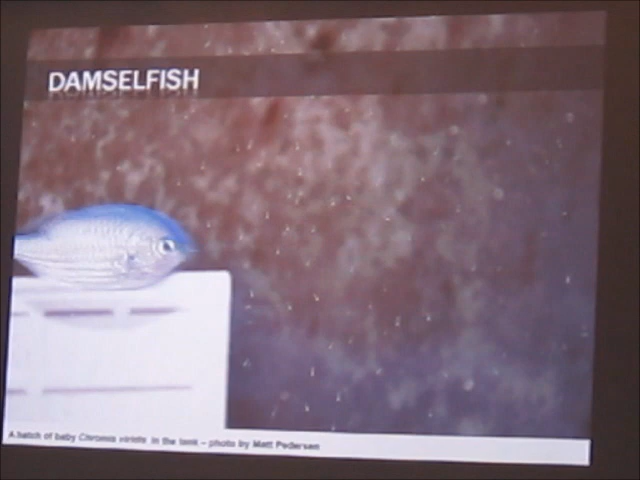 DAMSELFISH
A hatch of baby Chromis viridis in the tank – photo by Matt Pedersen